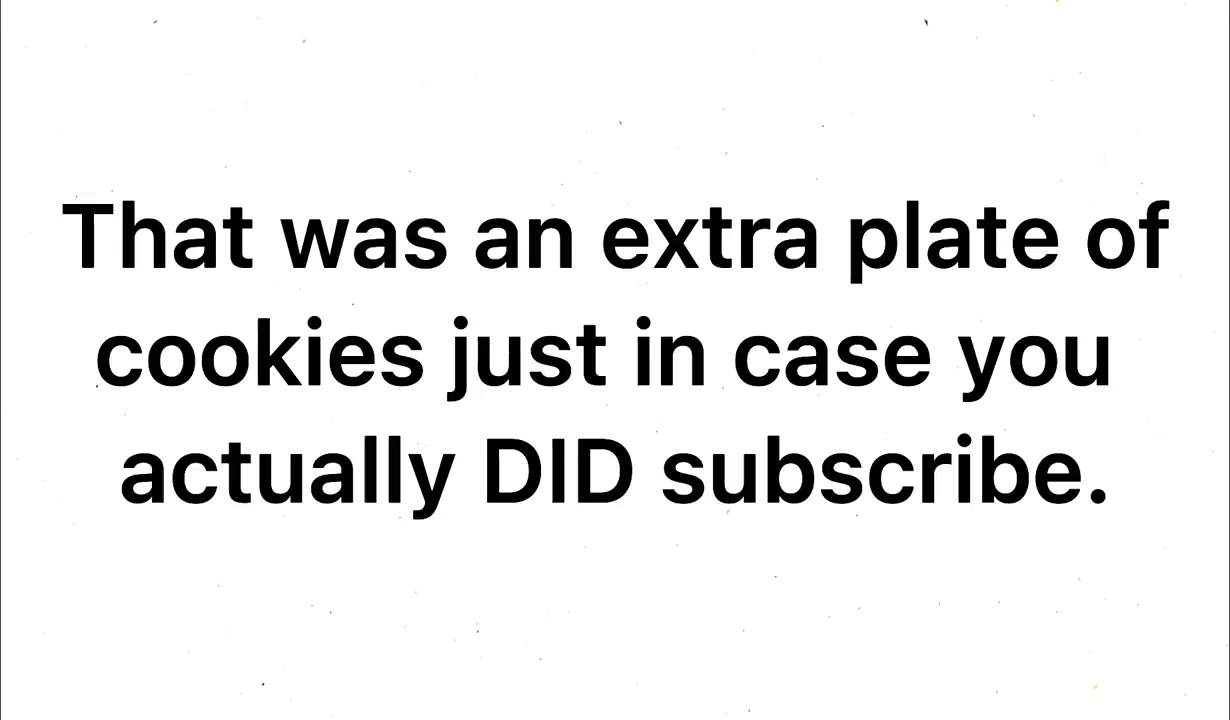 That was an extra plate of
cookies just in case you
actually DID subscribe.